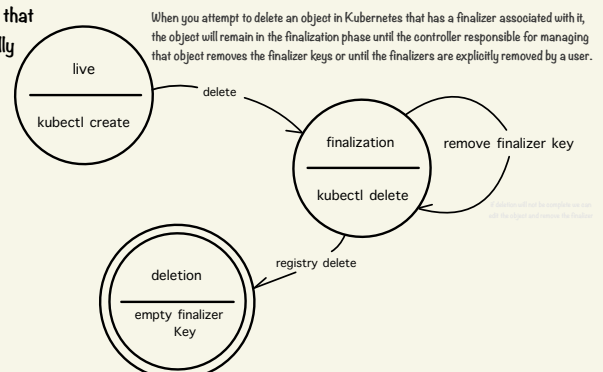 that
lly
When you attempt to delete an object in Kubernetes that has a finalizer associated with it,
the object will remain in the finalization phase until the controller responsible for managing
that object removes the finalizer keys or until the finalizers are explicitly removed by a user.
live
kubectl create
delete
finalization
kubectl delete
remove finalizer key
registry delete
deletion
empty finalizer
Key